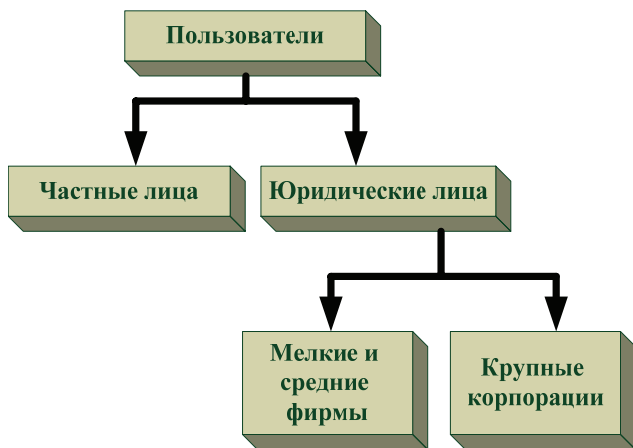 Пользователи
Частные лица
Юридические лица
Мелкие и
средние
фирмы
Крупные
корпорации